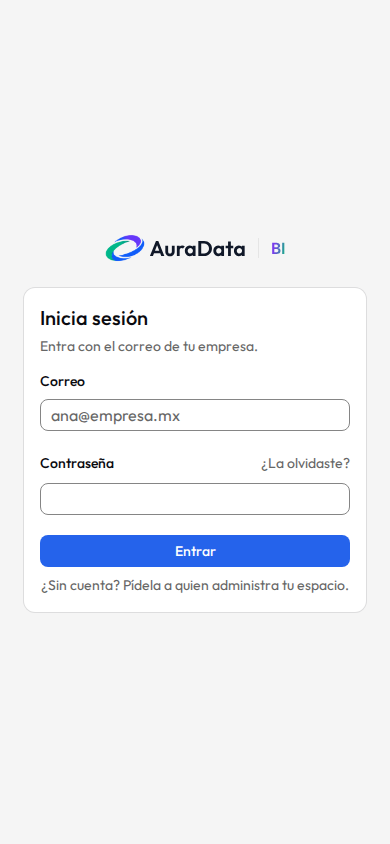 AuraData BI
Inicia sesión
Entra con el correo de tu empresa.
Correo
ana@empresa.mx
Contraseña ¿La olvidaste?
Entrar
¿Sin cuenta? Pídela a quien administra tu espacio.